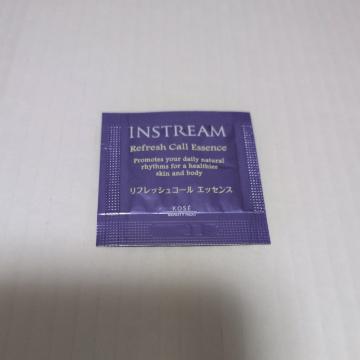 INSTREAM
Refresh Call Essence
Promotes your daily natural
rhythms for a healthier
skin and body
リフレッシュコール エッセンス
KOSÉ